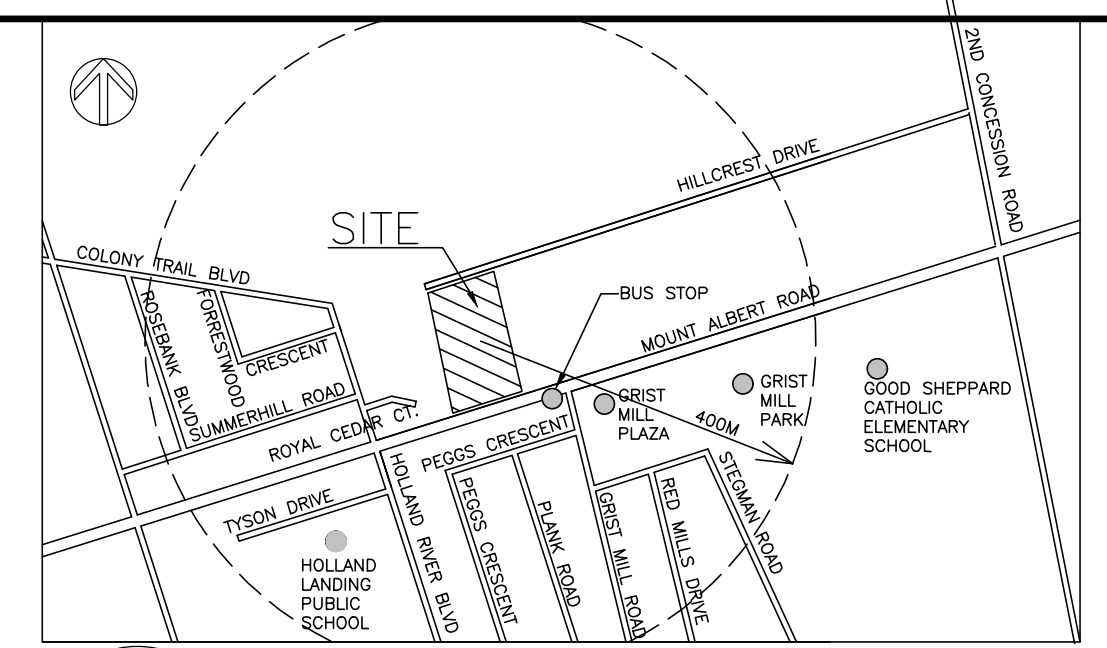 2ND CONCESSION ROAD
HILLCREST DRIVE
SITE
COLONY TRAIL BLVD
BUS STOP
MOUNT ALBERT ROAD
ROSEBANK BLVD
FORRESTWOOD
CRESCENT
SUMMERHILL ROAD
ROYAL CEDAR CT.
GRIST
MILL
PLAZA
GRIST
MILL
PARK
GOOD SHEPPARD
CATHOLIC
ELEMENTARY
SCHOOL
400M
PEGGS CRESCENT
TYSON DRIVE
HOLLAND RIVER BLVD
PEGGS CRESCENT
PLANK ROAD
GRIST MILL ROAD
RED MILLS DRIVE
STEGMAN ROAD
HOLLAND
LANDING
PUBLIC
SCHOOL